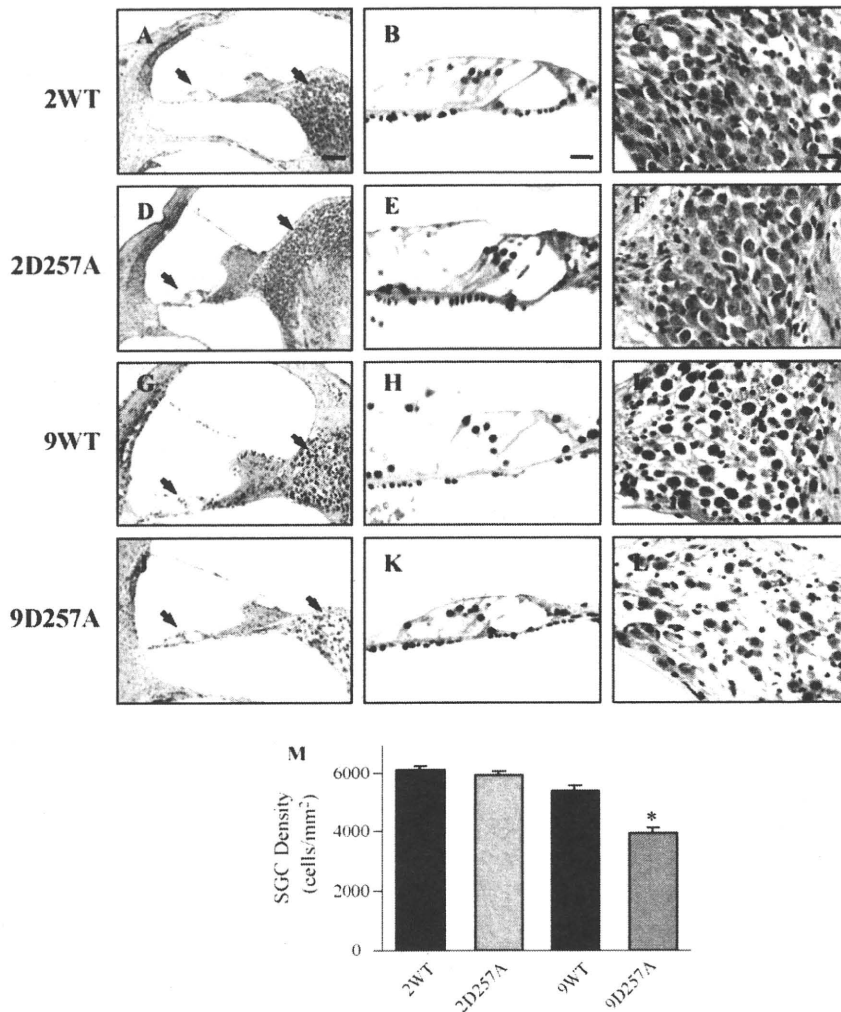 A
B
C
2WT
D
E
F
2D257A
G
H
I
9WT
K
L
9D257A
M
SGC Density
(cells/mm²)
6000
4000
2000
0
*
2WT
2D257A
9WT
9D257A